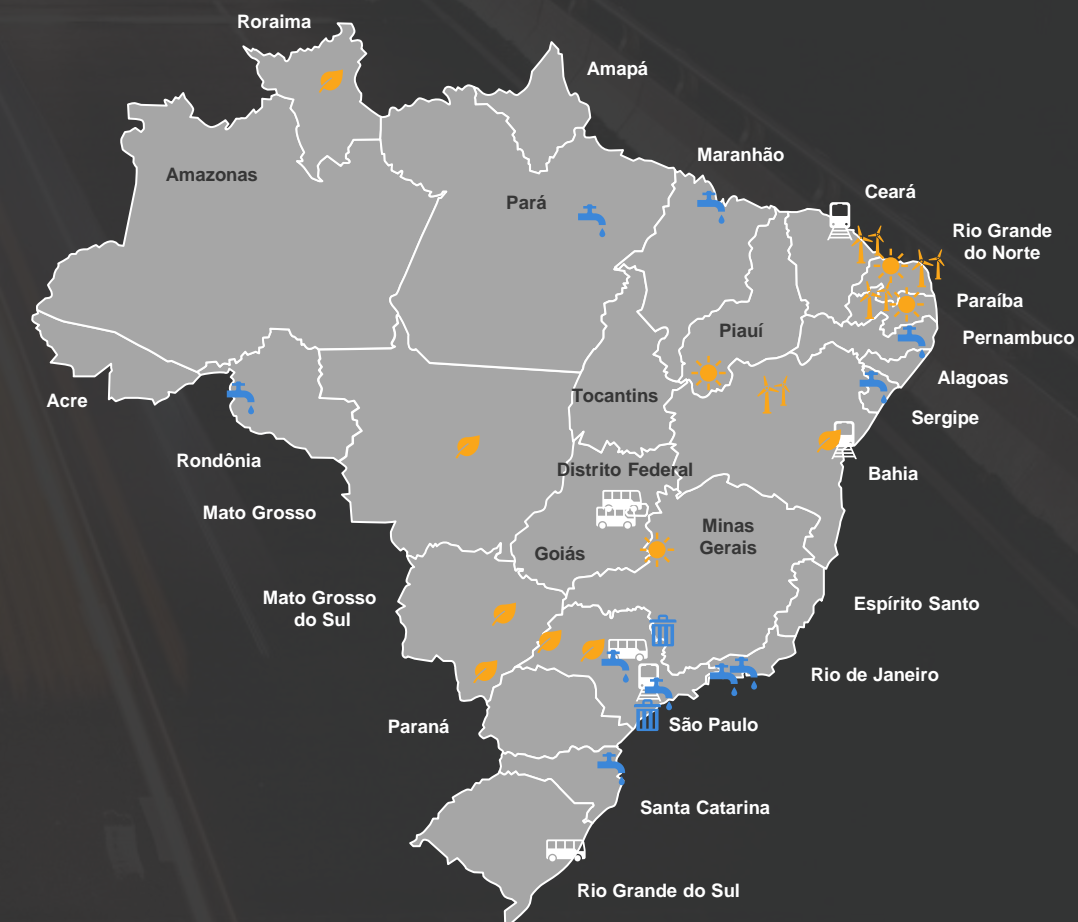 Roraima
Amapá
Amazonas
Maranhão
Pará
Ceará
Rio Grande
do Norte
Paraíba
Piauí
Pernambuco
Alagoas
Tocantins
Acre
Sergipe
Rondônia
Distrito Federal
Bahia
Mato Grosso
Minas
Gerais
Goiás
Mato Grosso
do Sul
Espírito Santo
Rio de Janeiro
Paraná
São Paulo
Santa Catarina
Rio Grande do Sul